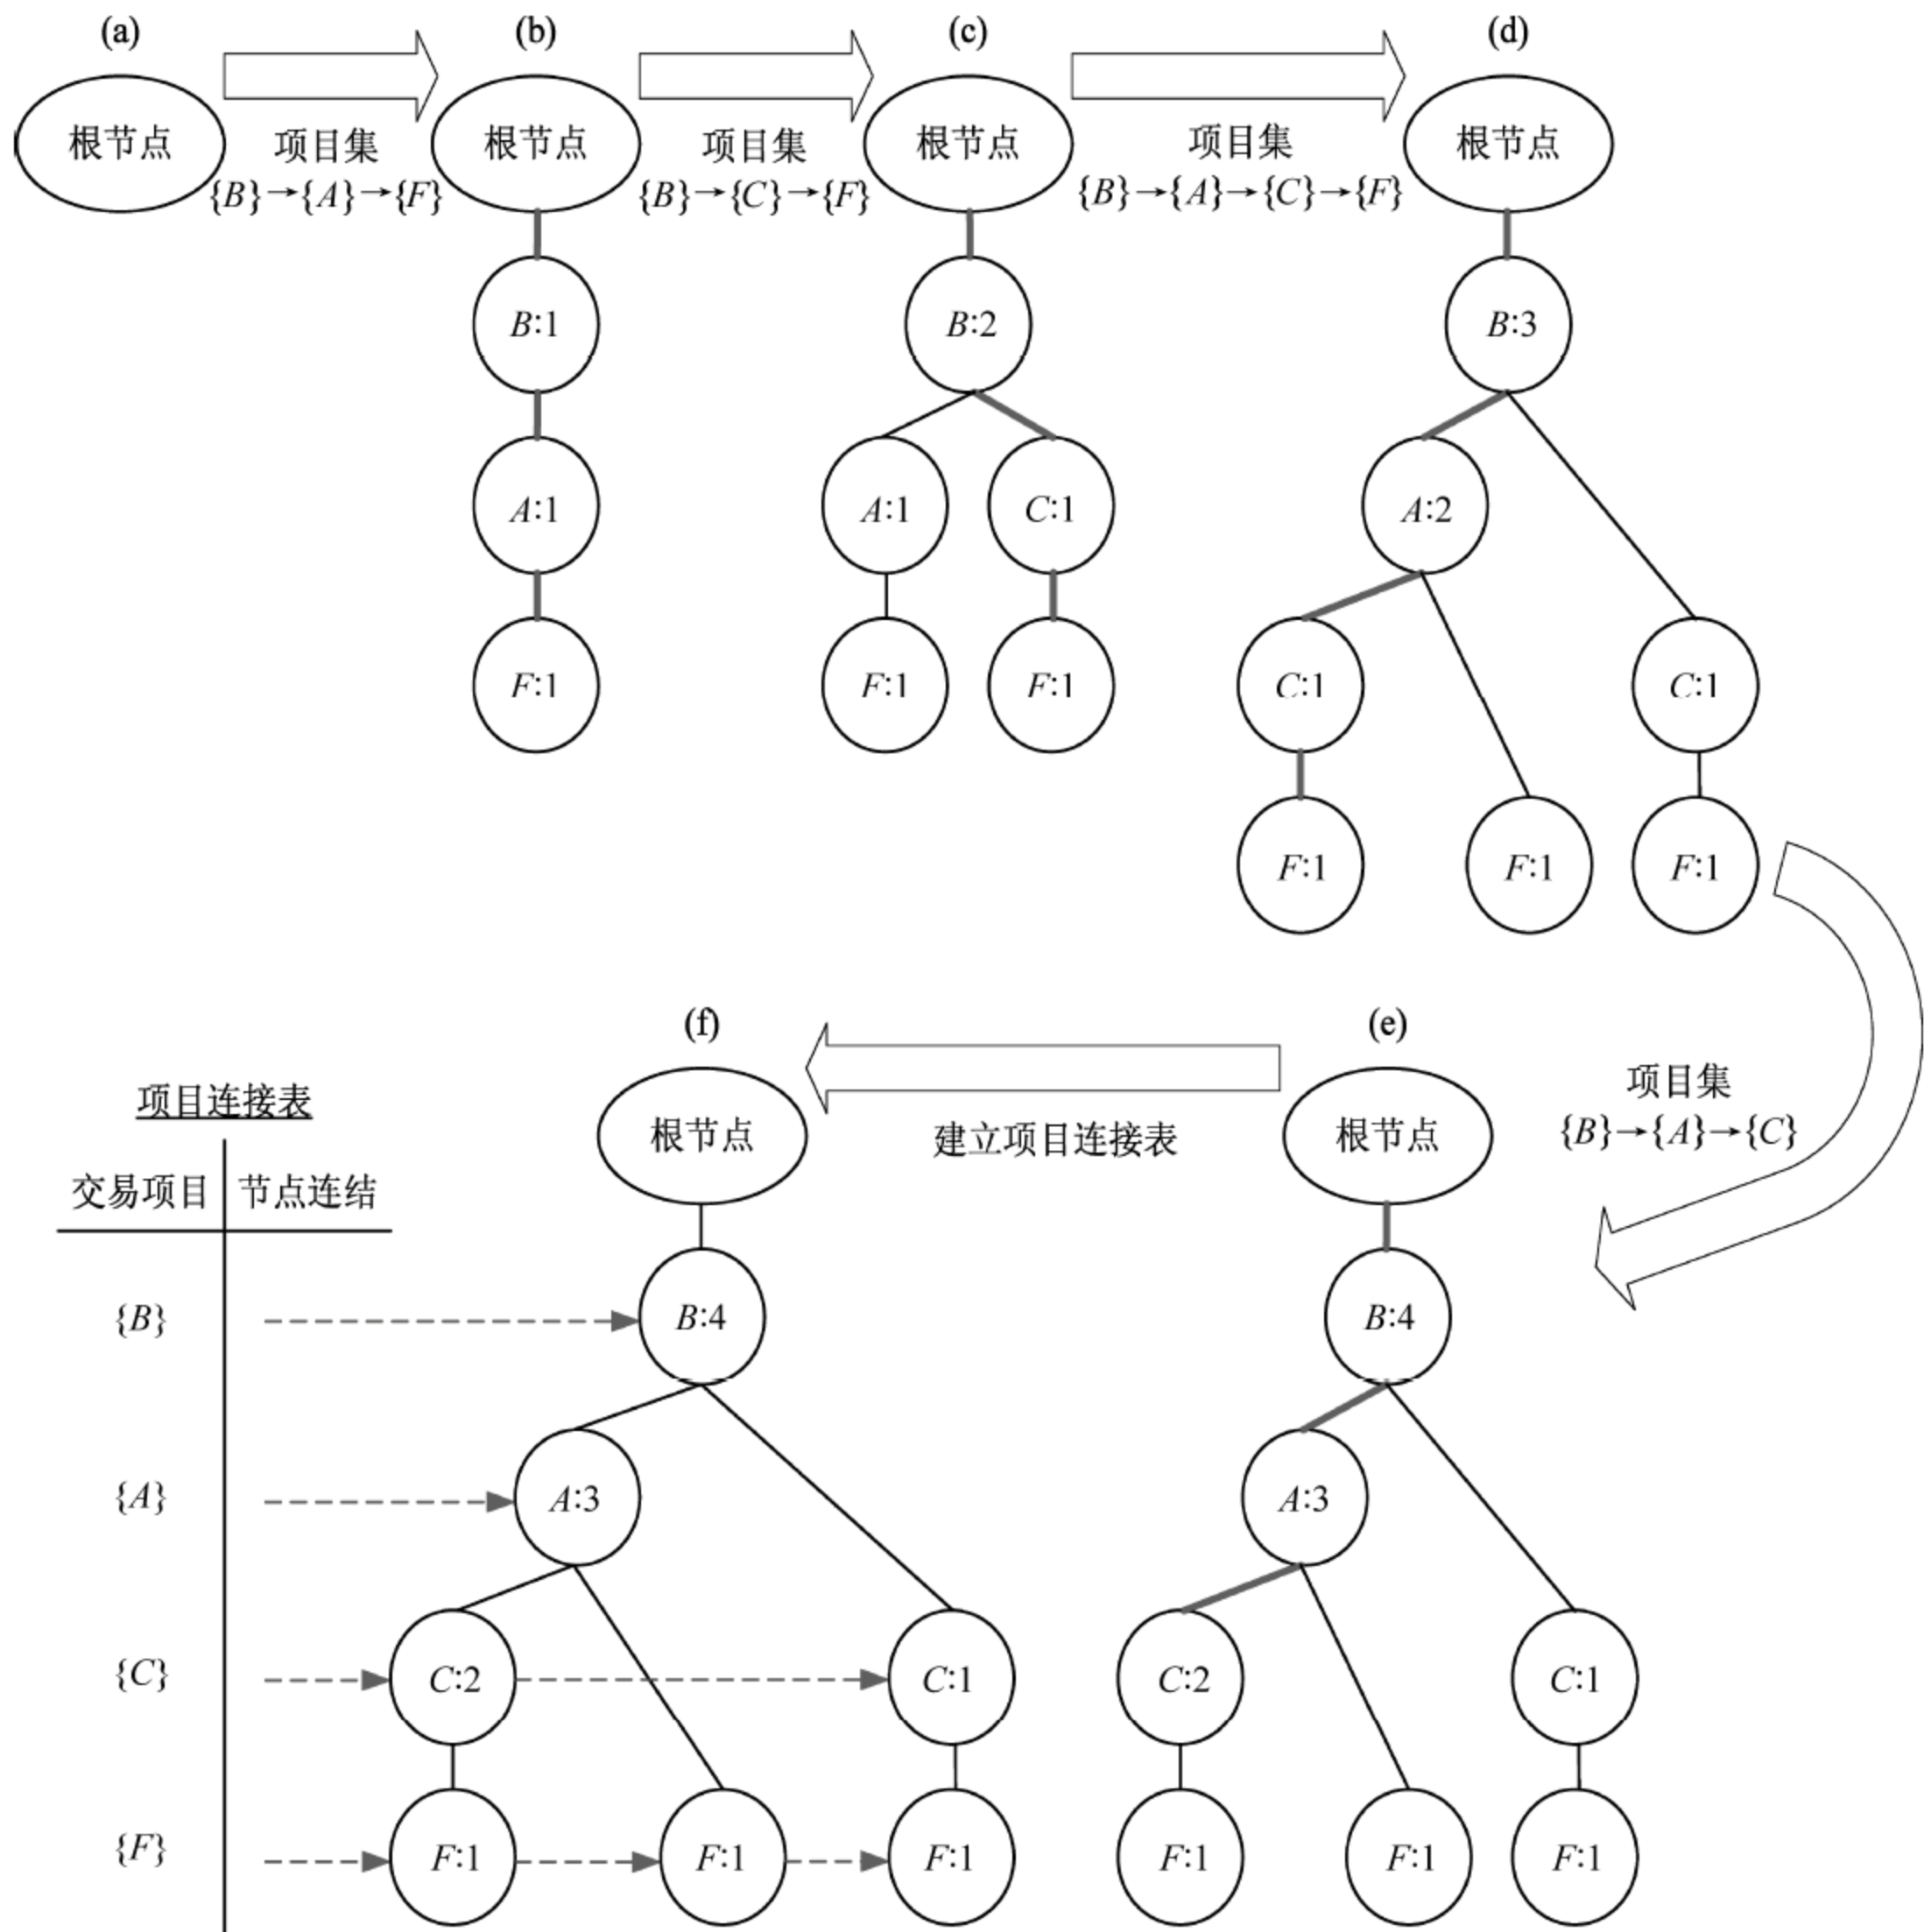 (a)
(b)
(c)
(d)
根节点
项目集
{B}→{A}→{F}
根节点
项目集
{B}→{C}→{F}
根节点
项目集
{B}→{A}→{C}→{F}
根节点
B:1
B:2
B:3
A:1
A:1
C:1
A:2
F:1
F:1
F:1
C:1
C:1
F:1
F:1
F:1
(f)
(e)
项目集
{B}→{A}→{C}
项目连接表
根节点
建立项目连接表
根节点
交易项目
节点连结
{B}
B:4
B:4
{A}
A:3
A:3
{C}
C:2
C:1
C:2
C:1
{F}
F:1
F:1
F:1
F:1
F:1
F:1